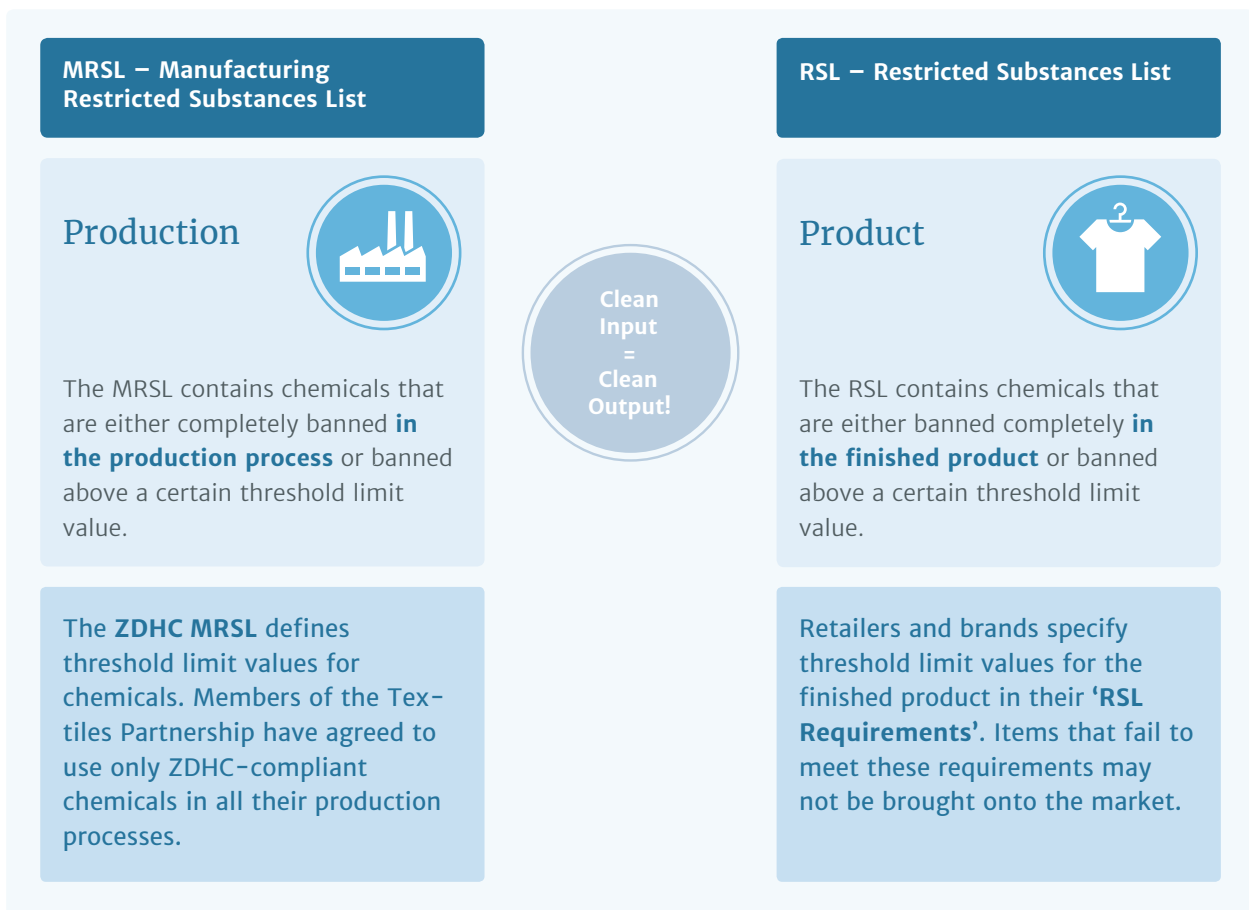 MRSL – Manufacturing
Restricted Substances List
Production
The MRSL contains chemicals that
are either completely banned in
the production process or banned
above a certain threshold limit
value.
The ZDHC MRSL defines
threshold limit values for
chemicals. Members of the Tex-
tiles Partnership have agreed to
use only ZDHC-compliant
chemicals in all their production
processes.
Clean
Input
=
Clean
Output!
RSL – Restricted Substances List
Product
The RSL contains chemicals that
are either banned completely in
the finished product or banned
above a certain threshold limit
value.
Retailers and brands specify
threshold limit values for the
finished product in their ‘RSL
Requirements’. Items that fail to
meet these requirements may
not be brought onto the market.